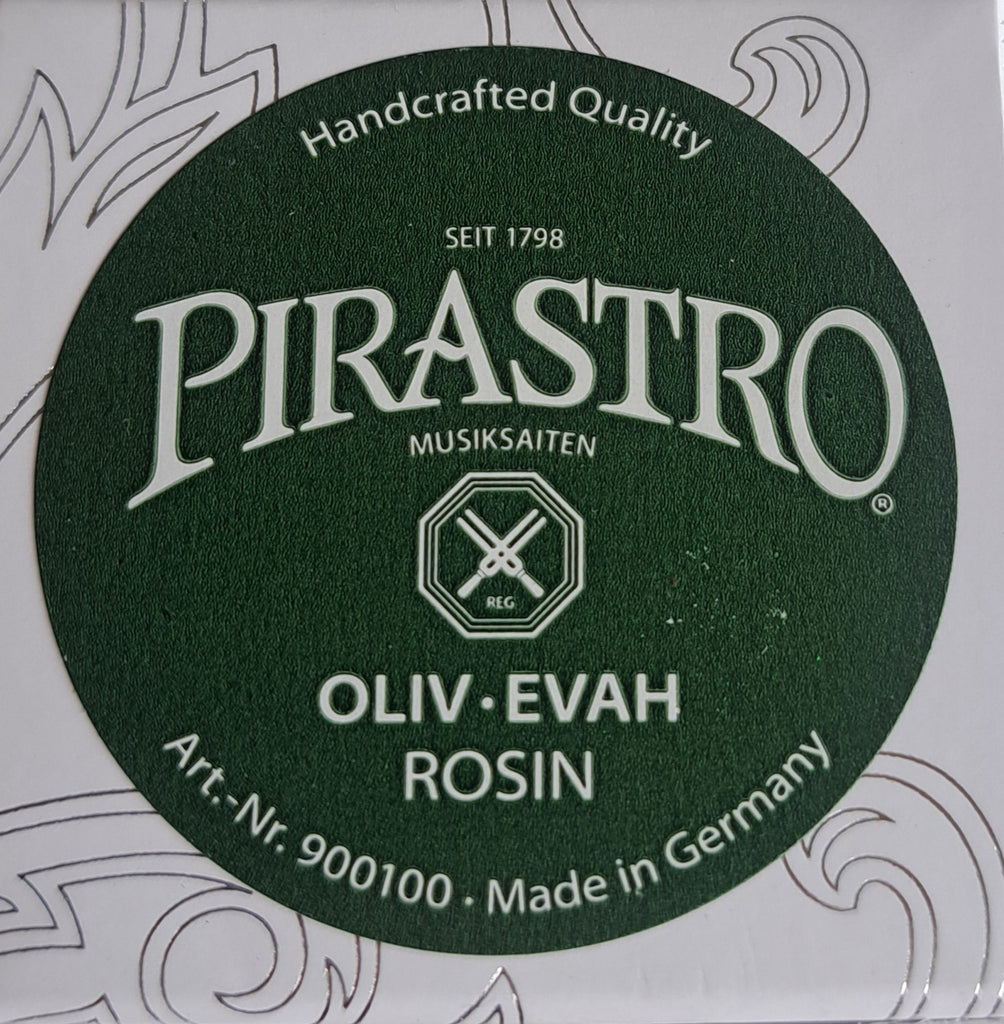 Handcrafted Quality
SEIT 1798
PIRASTRO®
MUSIKSAITEN
REG
OLIV·EVAH
ROSIN
Art.-Nr. 900100 · Made in Germany